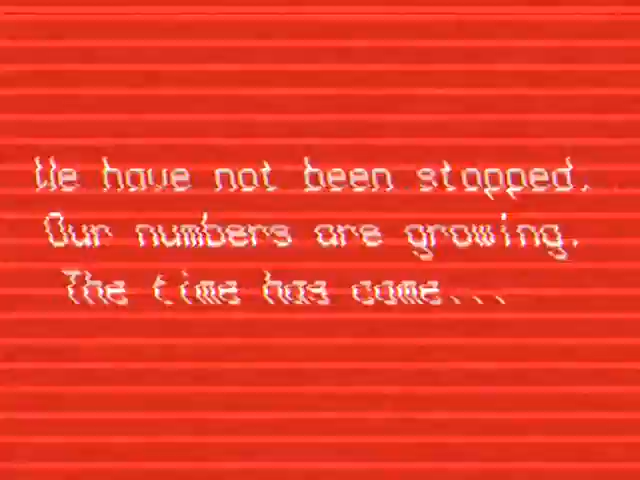 We have not been stopped.
Our numbers are growing.
The time has come...